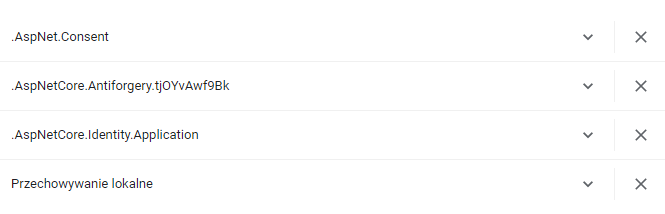 .AspNet.Consent
.AspNetCore.Antiforgery.tjOYvAwf9Bk
.AspNetCore.Identity.Application
Przechowywanie lokalne